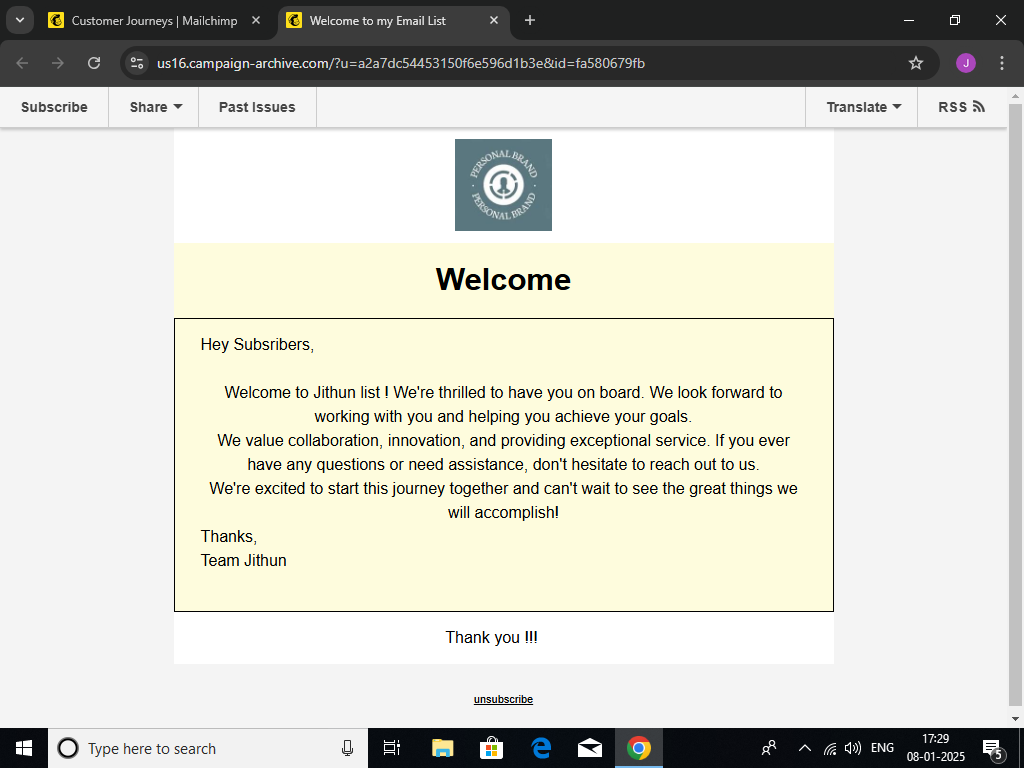 Customer Journeys | Mailchimp
Welcome to my Email List
us16.campaign-archive.com/?u=a2a7dc54453150f6e596d1b3e&id=fa580679fb
J
Subscribe
Share
Past Issues
Translate
RSS
PERSONAL BRAND
PERSONAL BRAND
Welcome
Hey Subsribers,
Welcome to Jithun list ! We're thrilled to have you on board. We look forward to
working with you and helping you achieve your goals.
We value collaboration, innovation, and providing exceptional service. If you ever
have any questions or need assistance, don't hesitate to reach out to us.
We're excited to start this journey together and can't wait to see the great things we
will accomplish!
Thanks,
Team Jithun
Thank you !!!
unsubscribe
Type here to search
ENG
17:29
08-01-2025
5